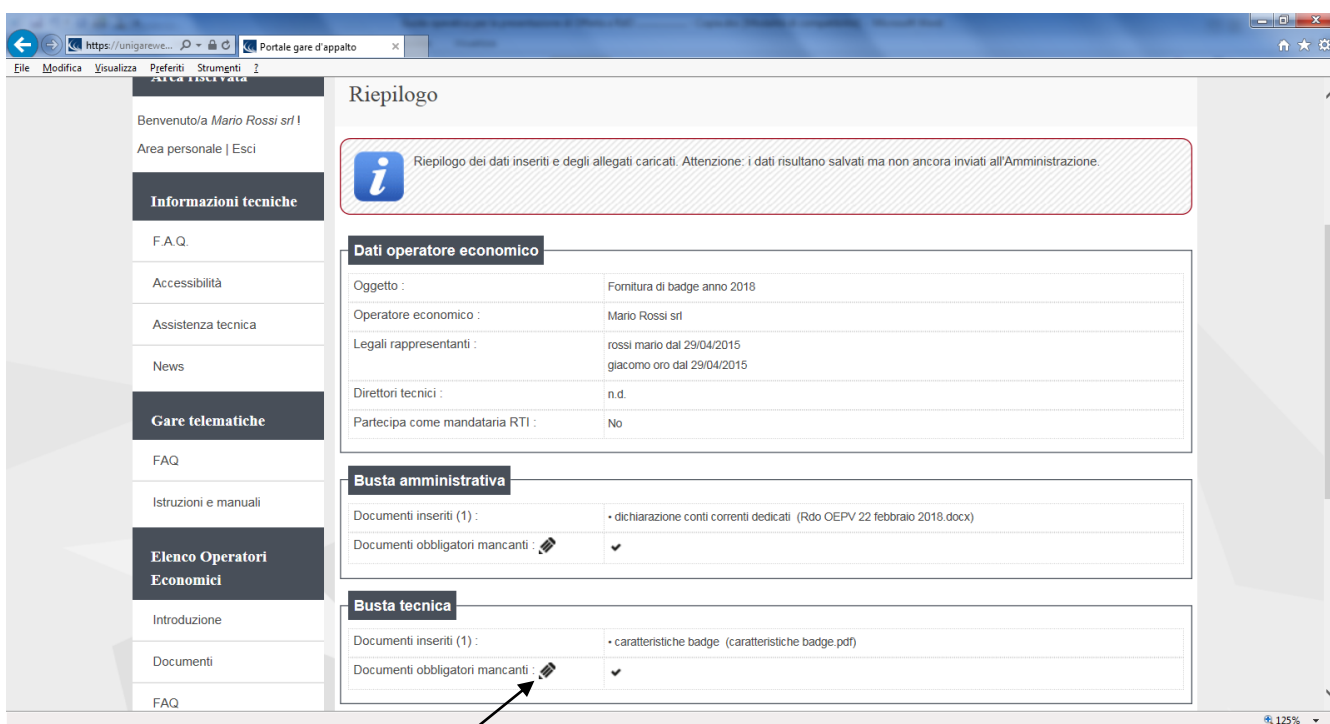 https://unigarewe...
Portale gare d'appalto
File Modifica Visualizza Preferiti Strumenti ?
Area riservata
Benvenuto/a Mario Rossi srl !
Area personale | Esci
Informazioni tecniche
F.A.Q.
Accessibilità
Assistenza tecnica
News
Gare telematiche
FAQ
Istruzioni e manuali
Elenco Operatori
Economici
Introduzione
Documenti
FAQ
Riepilogo
Riepilogo dei dati inseriti e degli allegati caricati. Attenzione: i dati risultano salvati ma non ancora inviati all'Amministrazione.
Dati operatore economico
Oggetto : Fornitura di badge anno 2018
Operatore economico : Mario Rossi srl
Legali rappresentanti : rossi mario dal 29/04/2015
giacomo oro dal 29/04/2015
Direttori tecnici : n.d.
Partecipa come mandataria RTI : No
Busta amministrativa
Documenti inseriti (1) : • dichiarazione conti correnti dedicati (Rdo OEPV 22 febbraio 2018.docx)
Documenti obbligatori mancanti : ✔
Busta tecnica
Documenti inseriti (1) : • caratteristiche badge (caratteristiche badge.pdf)
Documenti obbligatori mancanti : ✔
125%